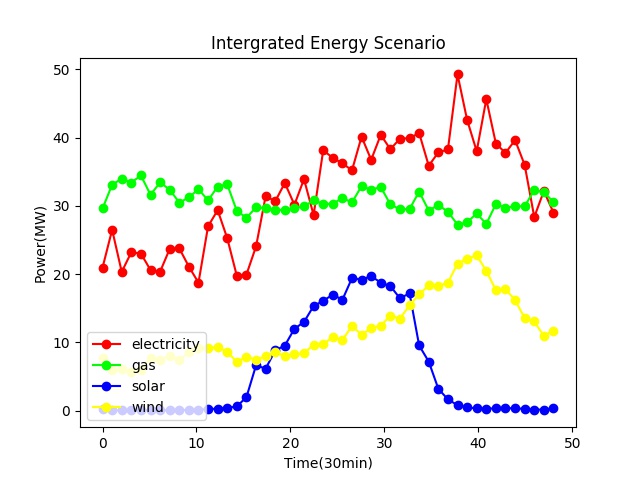 Intergrated Energy Scenario
Power(MW)
50
40
30
20
10
0
electricity
gas
solar
wind
0 10 20 30 40 50
Time(30min)